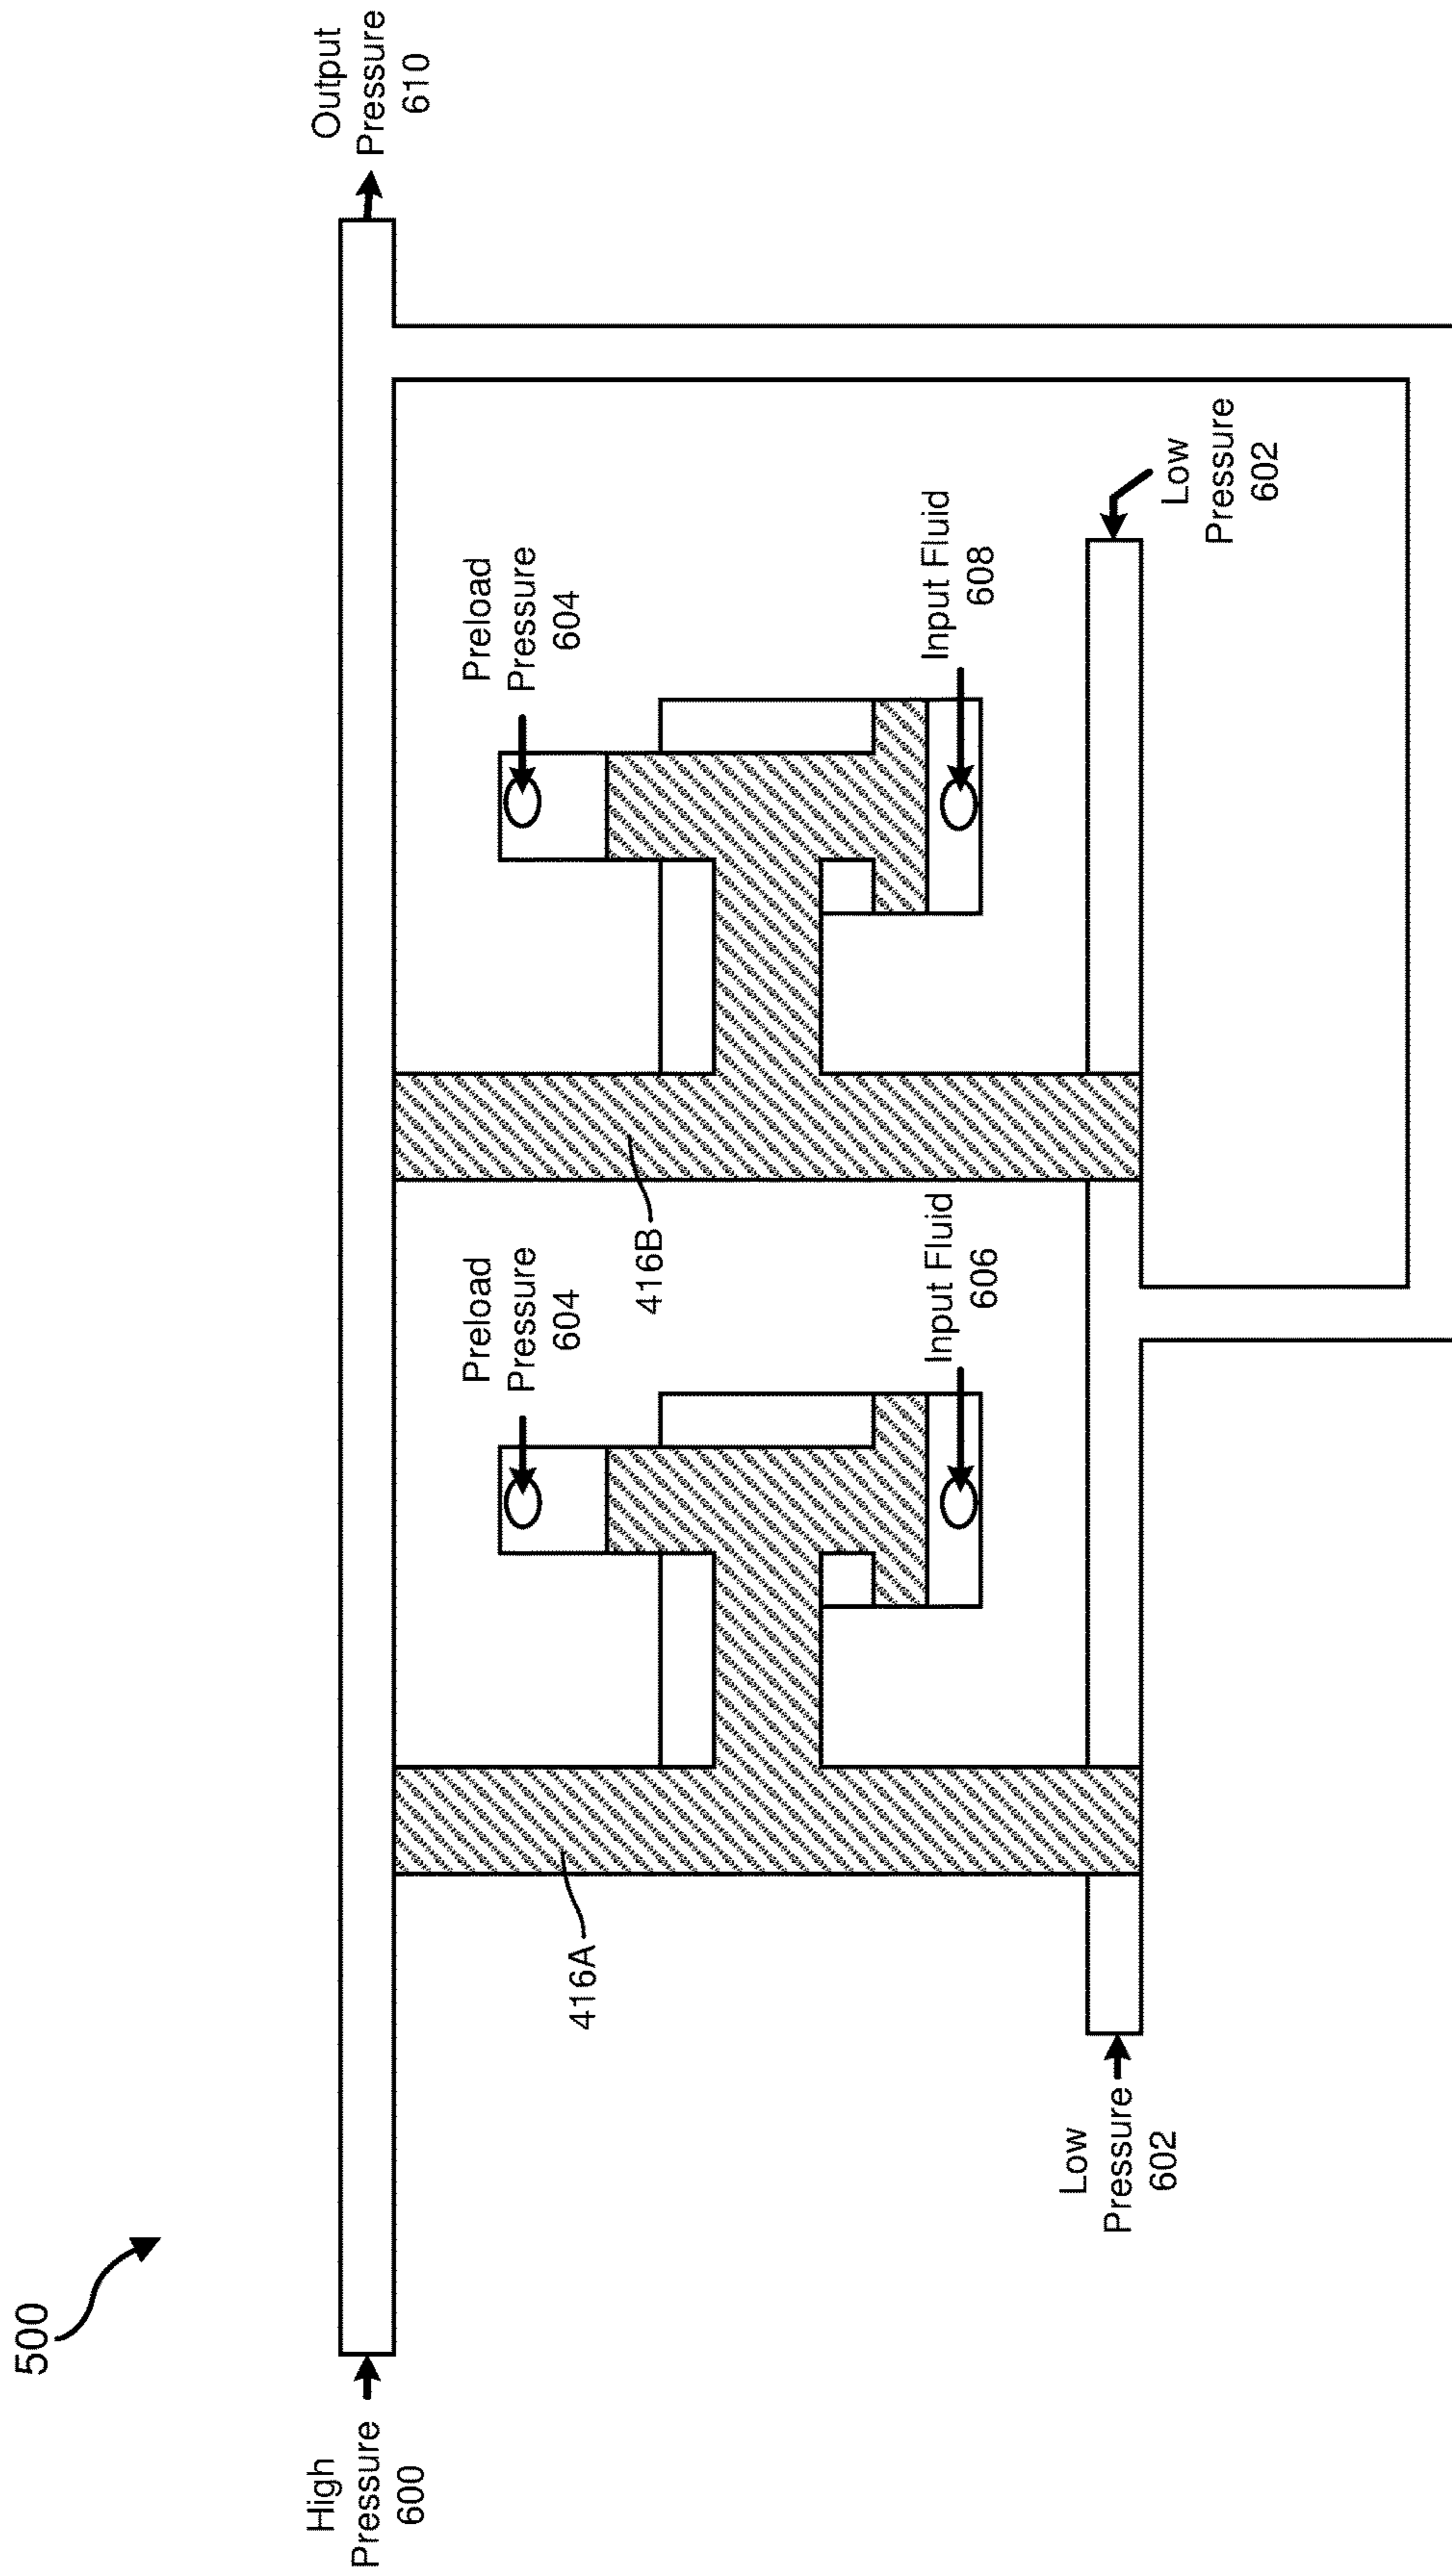 500
High
Pressure
600
Output
Pressure
610
Preload
Pressure
604
Preload
Pressure
604
416A
416B
Input Fluid
606
Input Fluid
608
Low
Pressure
602
Low
Pressure
602